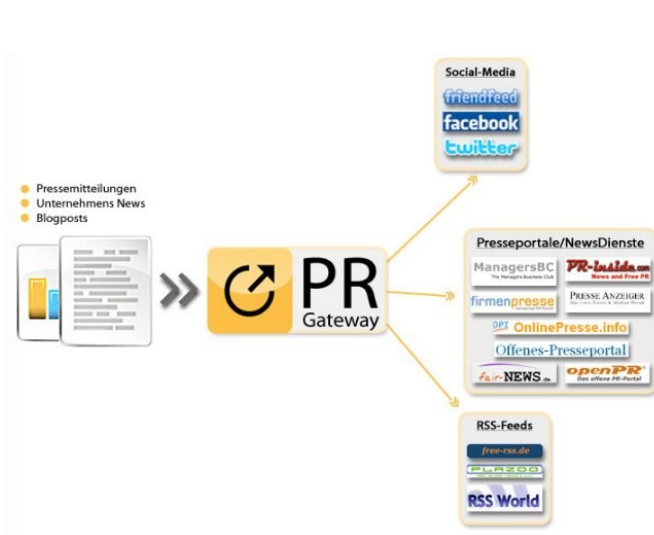 Social-Media
friendfeed
facebook
twitter
Pressemitteilungen
Unternehmens News
Blogposts
PR
Gateway
Presseportale/NewsDienste
ManagersBC
The Managers Business Club
PR-inside.com
News and Free PR
firmenpresse
PRESSE ANZEIGER
OPI OnlinePresse.info
Offenes-Presseportal
fair-NEWS.de
openPR
Das offene PR-Portal
RSS-Feeds
free-rss.de
PLAZOO
RSS World